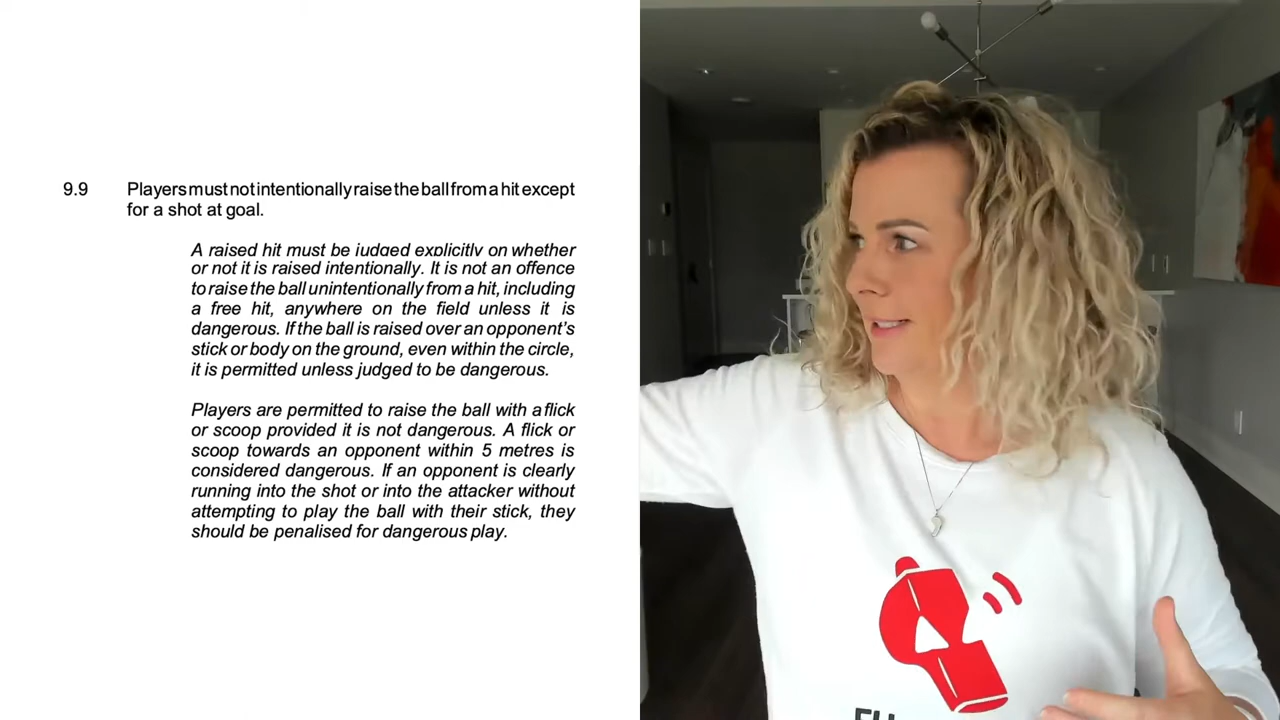 9.9 Players must not intentionally raise the ball from a hit except
for a shot at goal.
A raised hit must be judged explicitly on whether
or not it is raised intentionally. It is not an offence
to raise the ball unintentionally from a hit, including
a free hit, anywhere on the field unless it is
dangerous. If the ball is raised over an opponent's
stick or body on the ground, even within the circle,
it is permitted unless judged to be dangerous.
Players are permitted to raise the ball with a flick
or scoop provided it is not dangerous. A flick or
scoop towards an opponent within 5 metres is
considered dangerous. If an opponent is clearly
running into the shot or into the attacker without
attempting to play the ball with their stick, they
should be penalised for dangerous play.